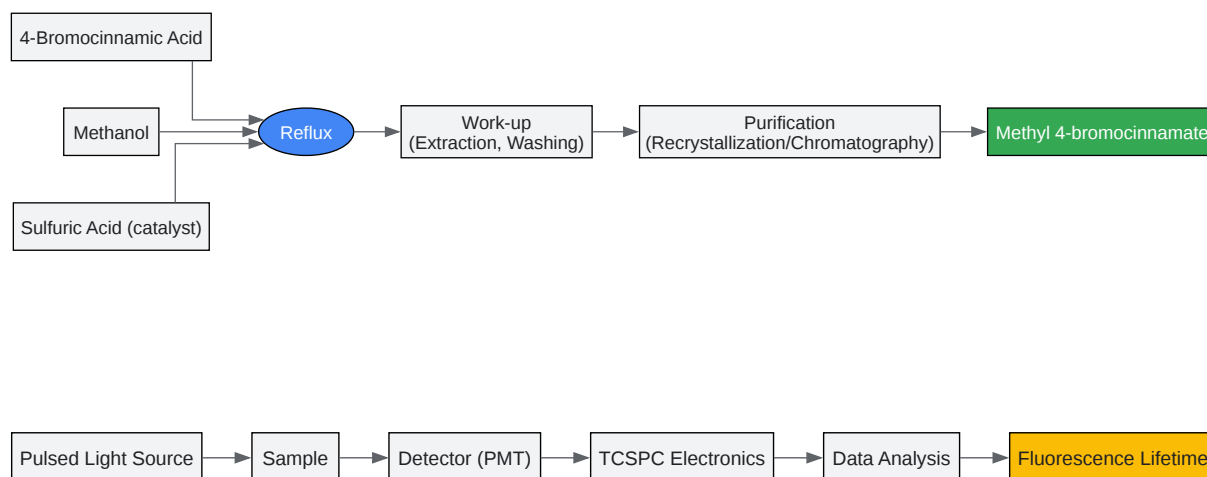 4-Bromocinnamic Acid
Methanol
Sulfuric Acid (catalyst)
Reflux
Work-up
(Extraction, Washing)
Purification
(Recrystallization/Chromatography)
Methyl 4-bromocinnamate
Pulsed Light Source
Sample
Detector (PMT)
TCSPC Electronics
Data Analysis
Fluorescence Lifetime